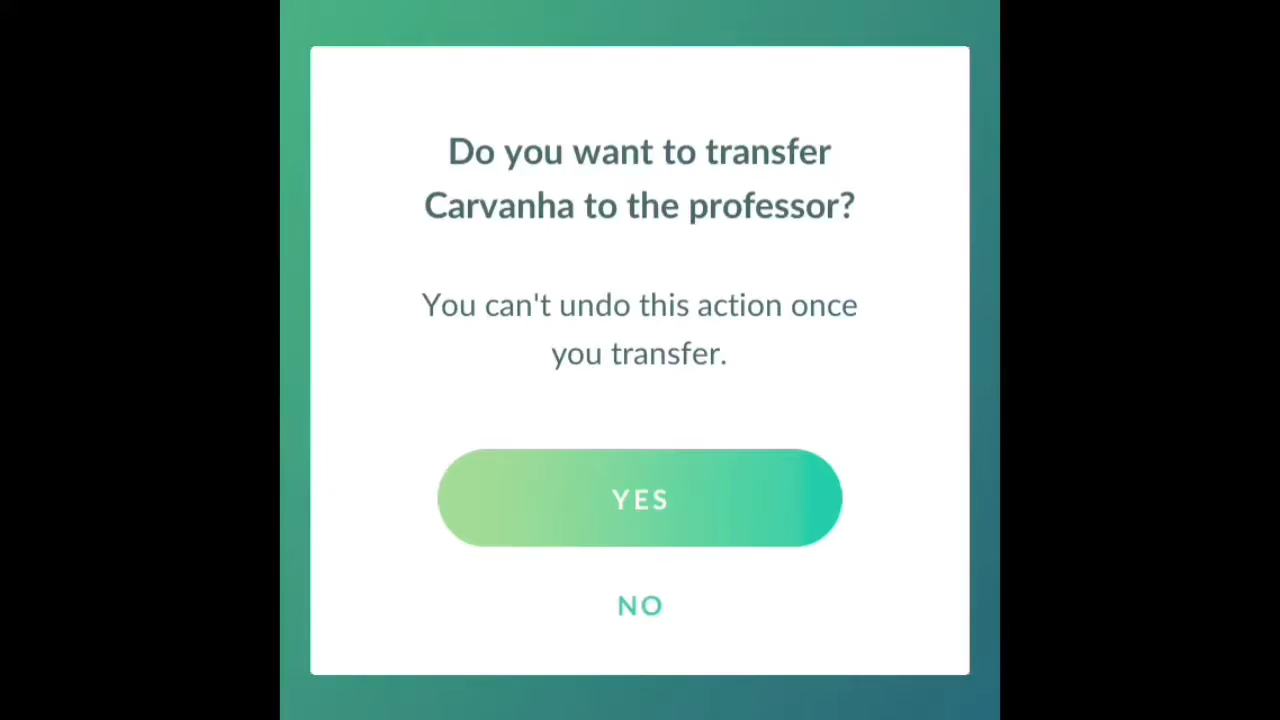 Do you want to transfer
Carvanha to the professor?
You can't undo this action once
you transfer.
YES
NO